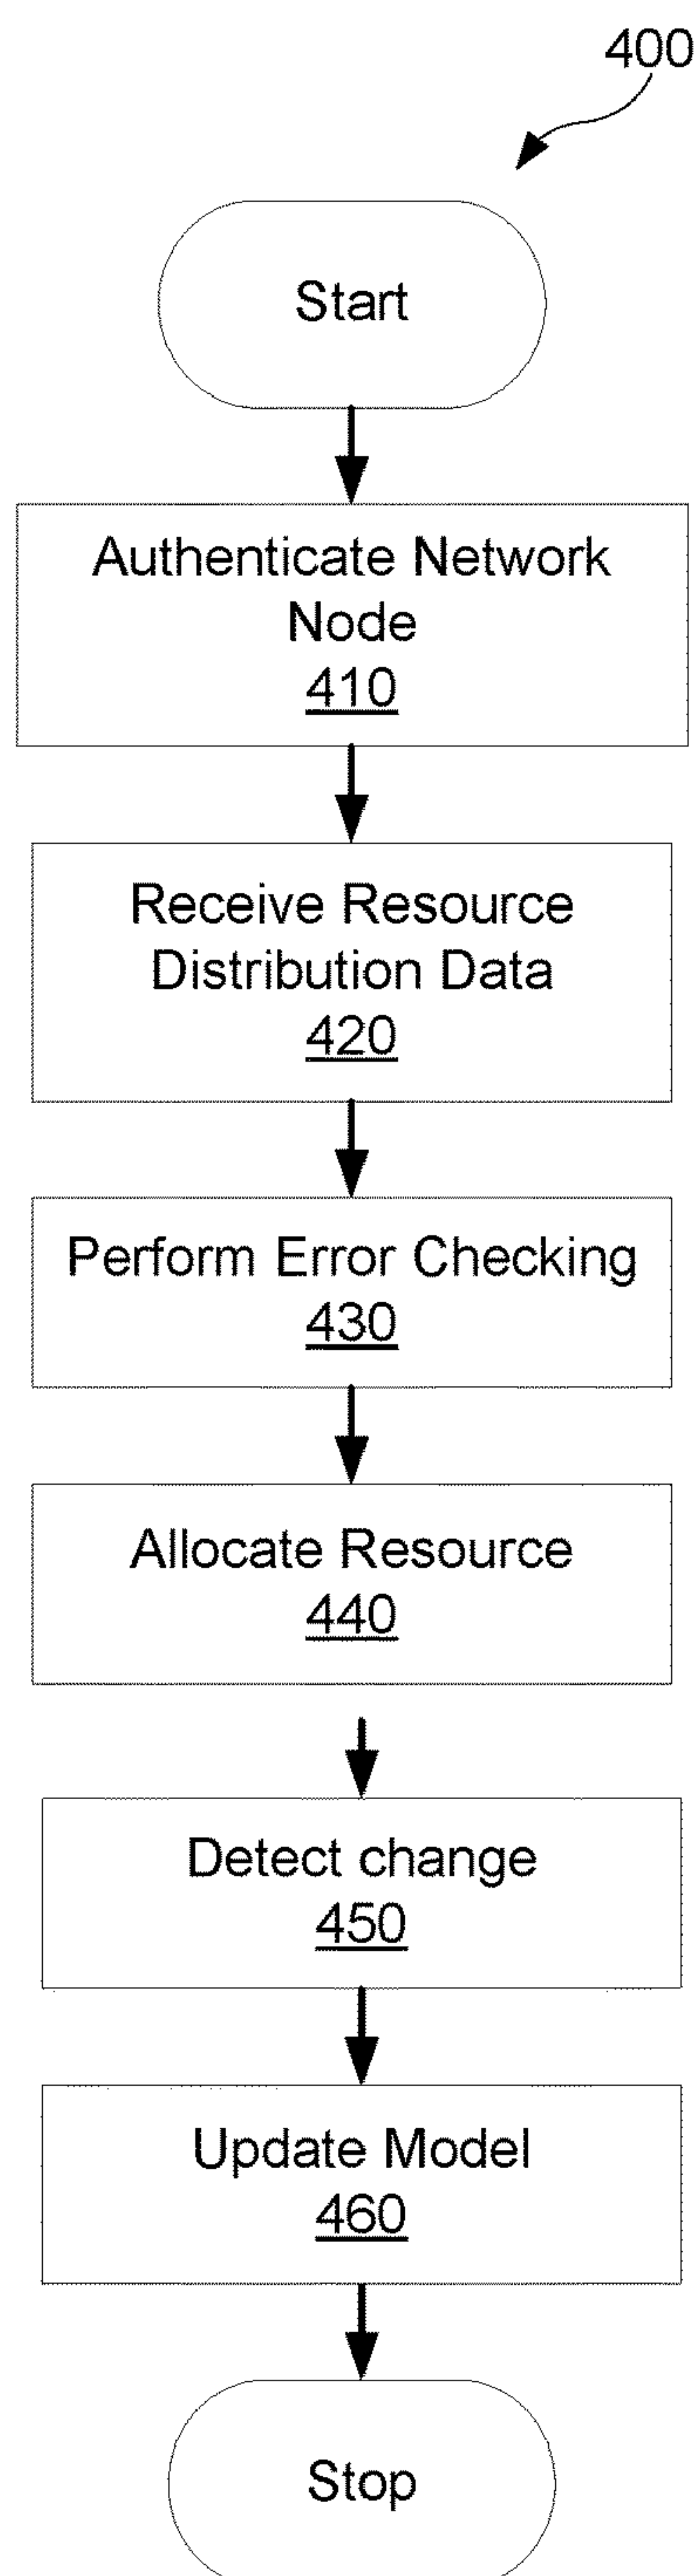 400
Start
Authenticate Network
Node
410
Receive Resource
Distribution Data
420
Perform Error Checking
430
Allocate Resource
440
Detect change
450
Update Model
460
Stop